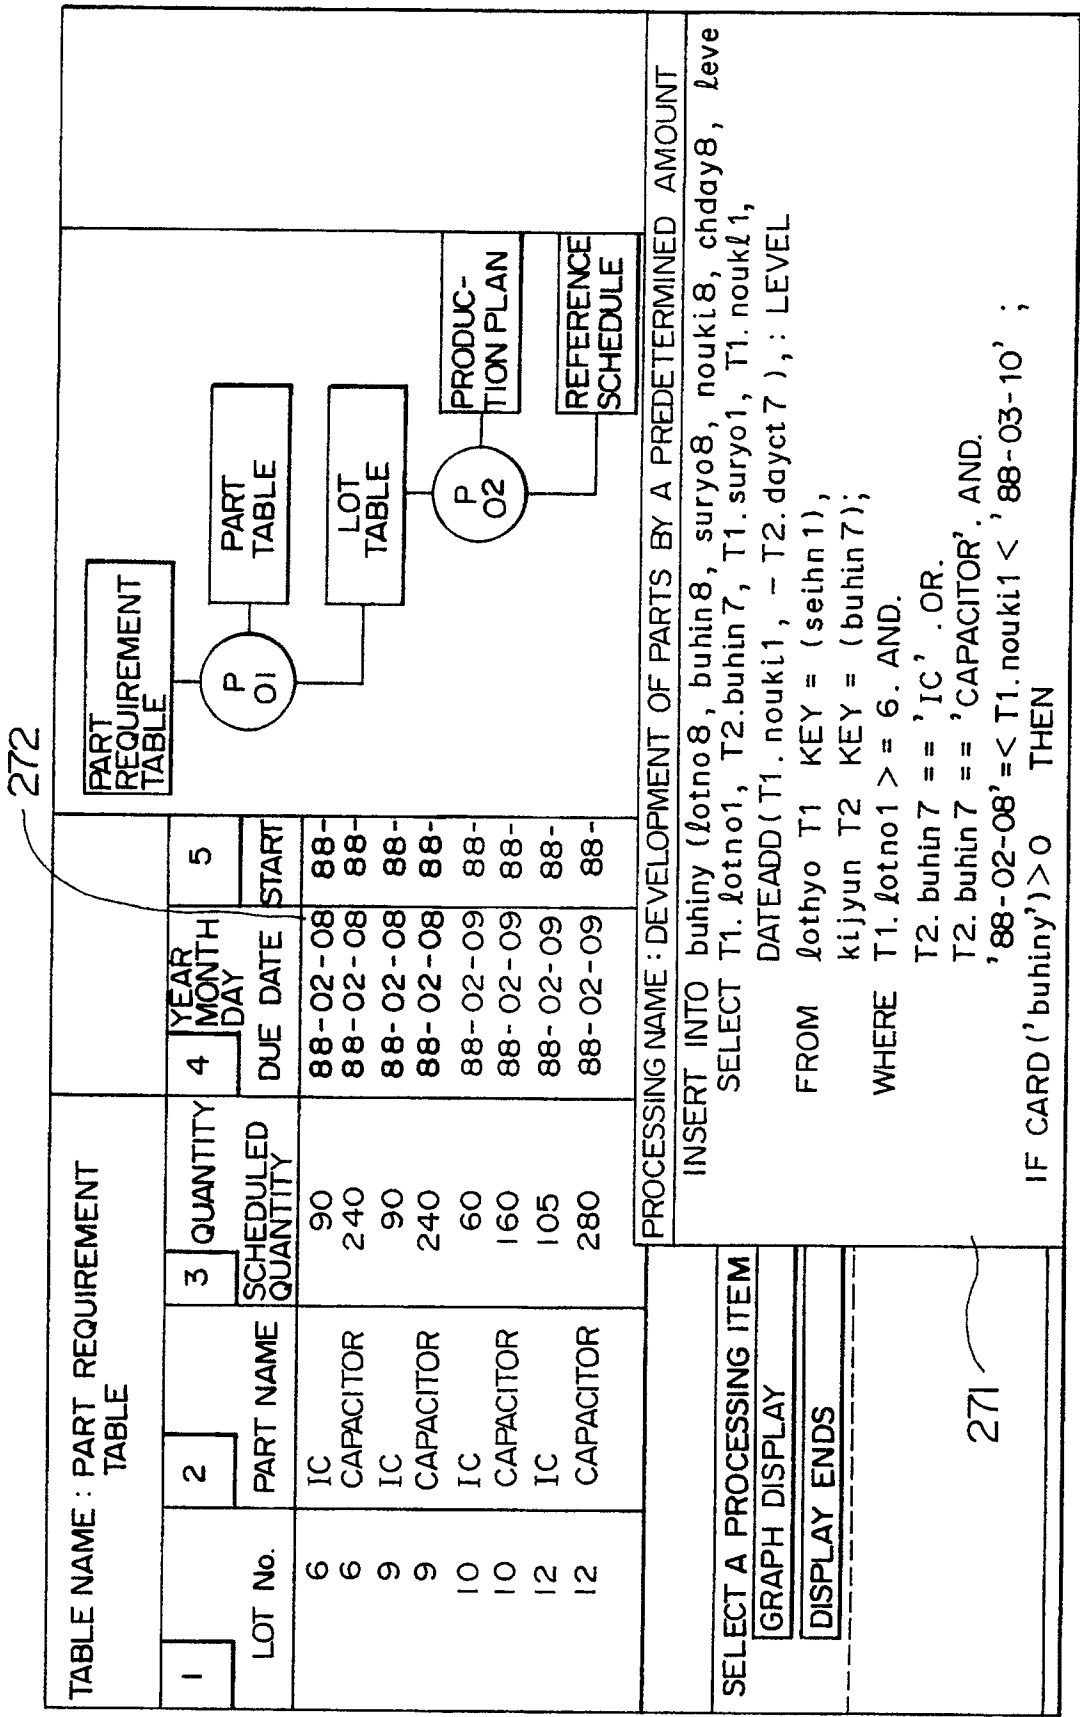 272
TABLE NAME : PART REQUIREMENT
TABLE
1
2
3 QUANTITY
4 YEAR
MONTH
DAY
5
LOT No.
PART NAME
SCHEDULED
QUANTITY
DUE DATE
START
6 IC 90 88-02-08 88-
6 CAPACITOR 240 88-02-08 88-
9 IC 90 88-02-08 88-
9 CAPACITOR 240 88-02-08 88-
10 IC 60 88-02-09 88-
10 CAPACITOR 160 88-02-09 88-
12 IC 105 88-02-09 88-
12 CAPACITOR 280 88-02-09 88-
PART
REQUIREMENT
TABLE
P
01
PART
TABLE
LOT
TABLE
P
02
PRODUC-
TION PLAN
REFERENCE
SCHEDULE
SELECT A PROCESSING ITEM
GRAPH DISPLAY
DISPLAY ENDS
271
PROCESSING NAME : DEVELOPMENT OF PARTS BY A PREDETERMINED AMOUNT
INSERT INTO buhiny (lotno8, buhin8, suryo8, nouki8, chday8, leve
SELECT T1.lotno1, T2.buhin7, T1.suryo1, T1.noukl1,
DATEADD(T1.nouki1, -T2.dayct7), : LEVEL
FROM lothyo T1 KEY = (seihn1),
kijyun T2 KEY = (buhin7);
WHERE T1.lotno1 >= 6. AND.
T2.buhin7 == 'IC' .OR.
T2.buhin7 == 'CAPACITOR'. AND.
'88-02-08' =< T1.nouki1 < '88-03-10' ;
IF CARD('buhiny')>0 THEN